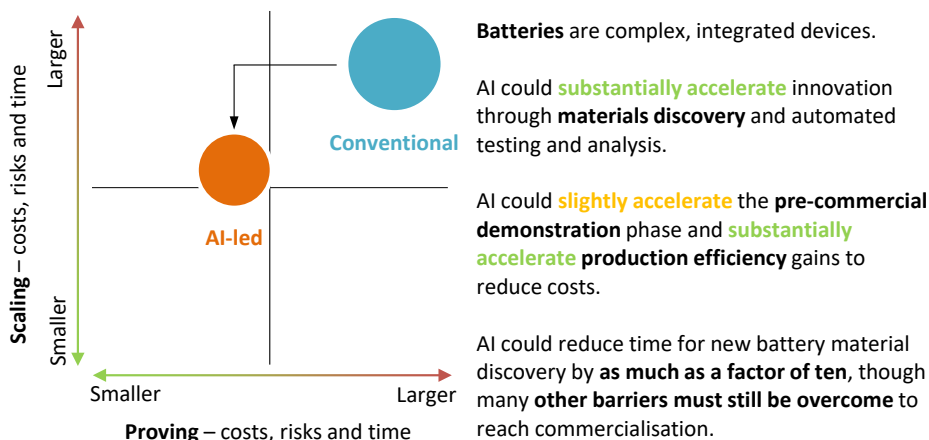 Larger
Scaling – costs, risks and time
Smaller
Conventional
AI-led
Smaller
Larger
Proving – costs, risks and time
Batteries are complex, integrated devices.
AI could substantially accelerate innovation
through materials discovery and automated
testing and analysis.
AI could slightly accelerate the pre-commercial
demonstration phase and substantially
accelerate production efficiency gains to
reduce costs.
AI could reduce time for new battery material
discovery by as much as a factor of ten, though
many other barriers must still be overcome to
reach commercialisation.